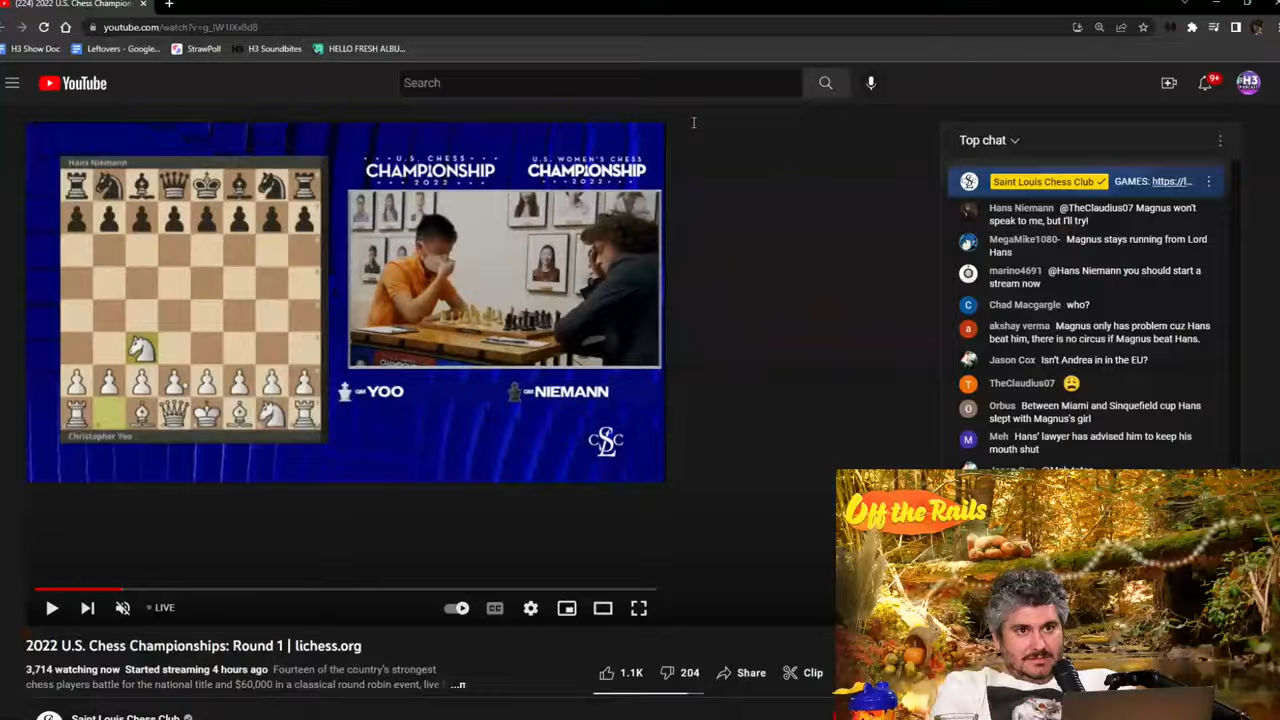 (224) 2022 U.S. Chess Champion
youtube.com/watch?v=g_IW1IXx8d8
H3 Show Doc
Leftovers - Google...
StrawPoll
H3
H3 Soundbites
HELLO FRESH ALBU...
YouTube
Search
9+
H3
PODCAST
Hans Niemann
Christopher Yoo
U.S. CHESS
CHAMPIONSHIP
2022
U.S. WOMEN'S CHESS
CHAMPIONSHIP
2022
GM YOO
GM NIEMANN
Top chat
Saint Louis Chess Club GAMES: https://l...
Hans Niemann @TheClaudius07 Magnus won't
speak to me, but I'll try!
MegaMike1080- Magnus stays running from Lord
Hans
marino4691 @Hans Niemann you should start a
stream now
Chad Macgargle who?
akshay verma Magnus only has problem cuz Hans
beat him, there is no circus if Magnus beat Hans.
Jason Cox Isn't Andrea in in the EU?
TheClaudius07
Orbus Between Miami and Sinquefield cup Hans
slept with Magnus's girl
Meh Hans' lawyer has advised him to keep his
mouth shut
Off the Rails
LIVE
2022 U.S. Chess Championships: Round 1 | lichess.org
3,714 watching now Started streaming 4 hours ago Fourteen of the country's strongest
chess players battle for the national title and $60,000 in a classical round robin event, live
1.1K
204
Share
Clip
Saint Louis Chess Club